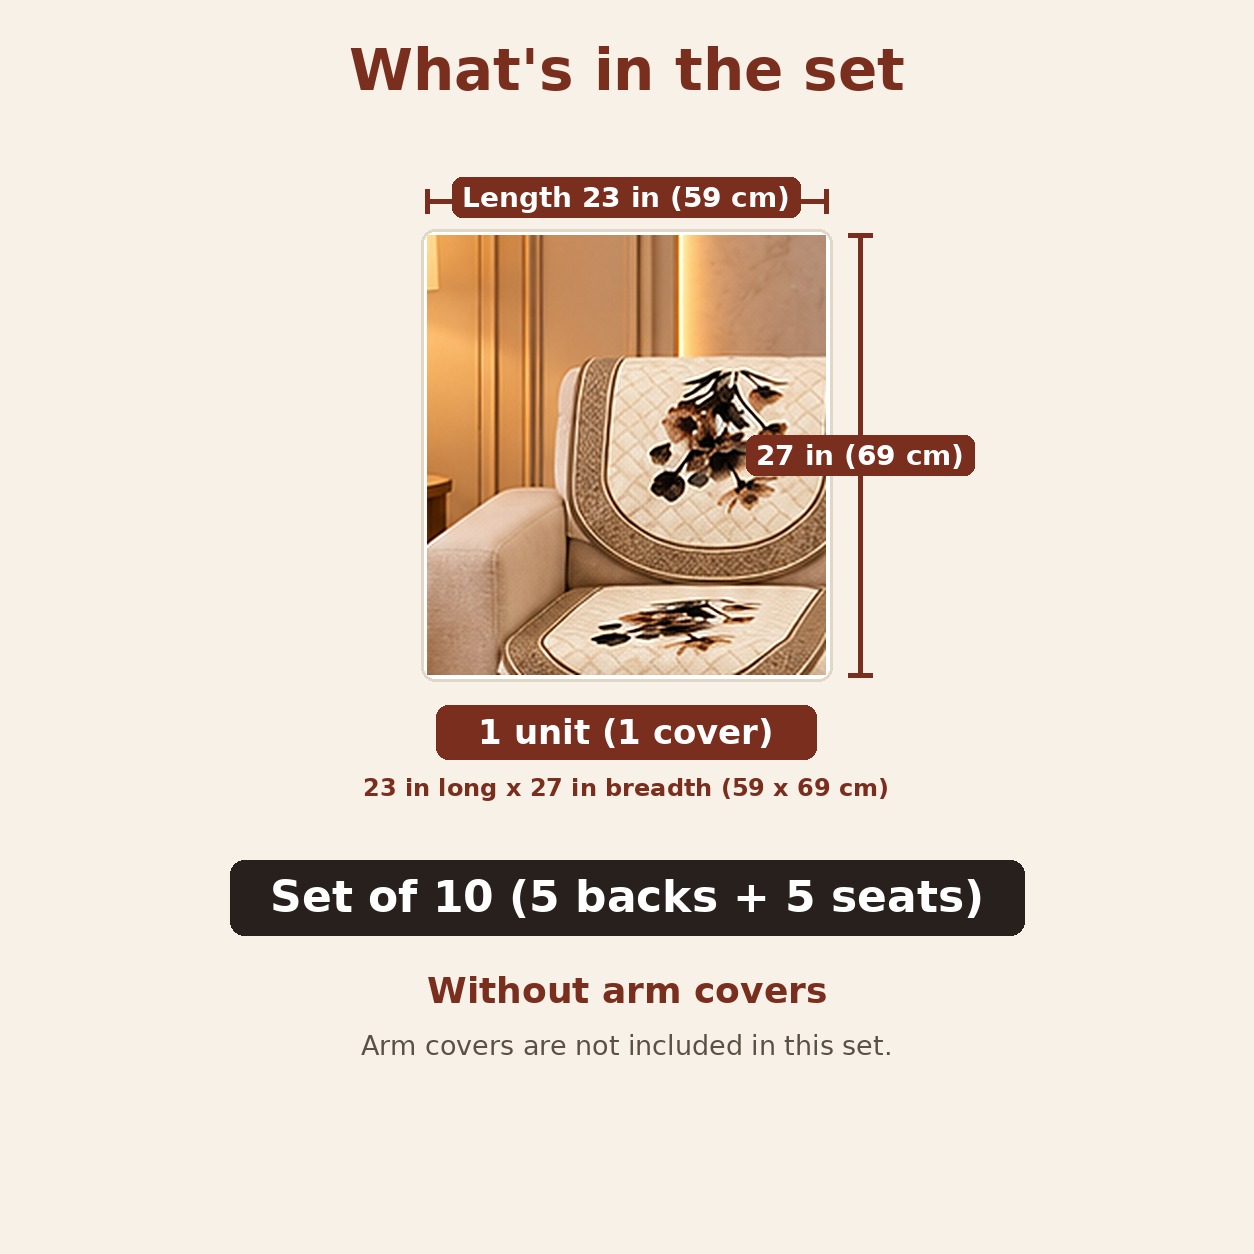 What's in the set
Length 23 in (59 cm)
27 in (69 cm)
1 unit (1 cover)
23 in long x 27 in breadth (59 x 69 cm)
Set of 10 (5 backs + 5 seats)
Without arm covers
Arm covers are not included in this set.